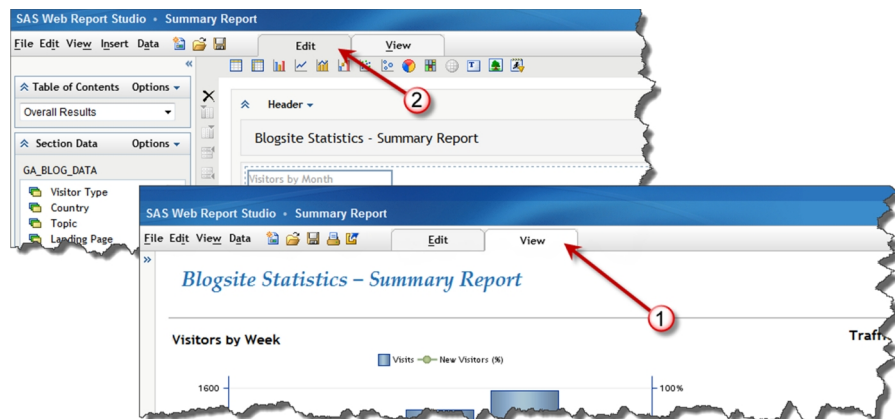 SAS Web Report Studio • Summary Report
File Edit View Insert Data
Edit View
Table of Contents Options
Overall Results
Section Data Options
GA_BLOG_DATA
Visitor Type
Country
Topic
Landing Page
Header
Blogsite Statistics - Summary Report
Visitors by Month
2
SAS Web Report Studio • Summary Report
File Edit View Data
Edit View
1
Blogsite Statistics – Summary Report
Visitors by Week
Visits New Visitors (%)
1600
100%